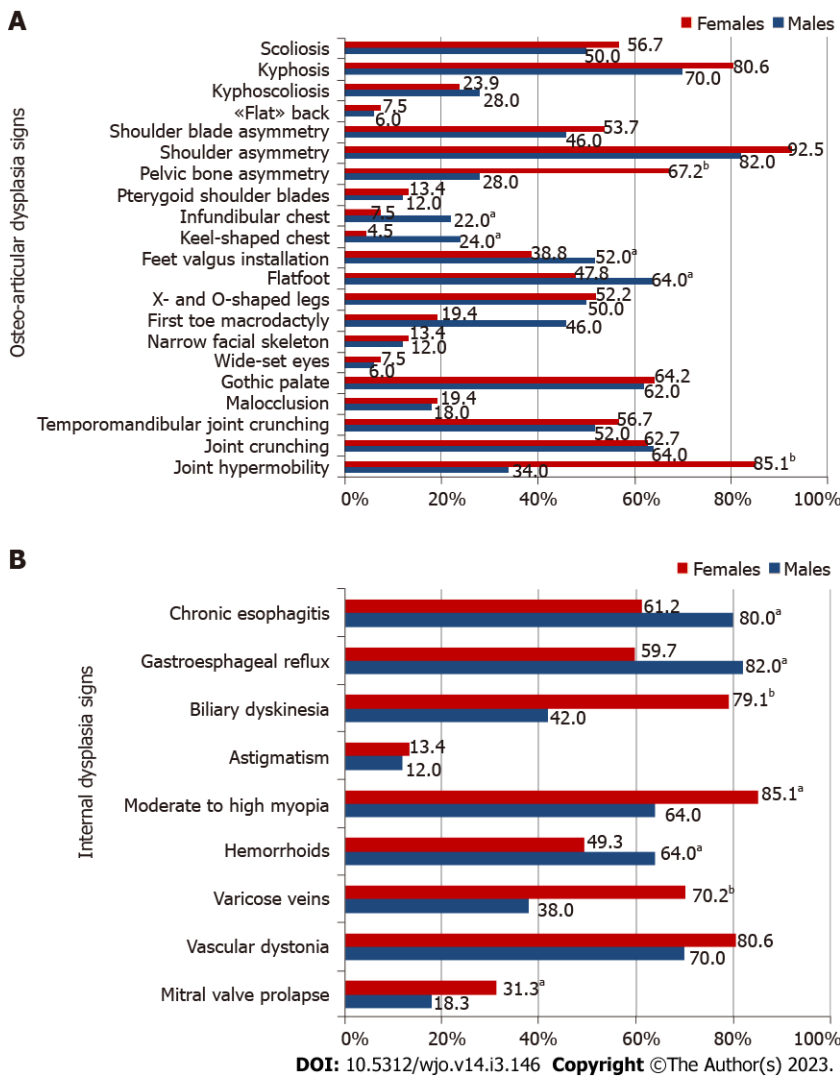 A
Females Males
Osteo-articular dysplasia signs
Scoliosis 56.7
50.0
Kyphosis 80.6
70.0
Kyphoscoliosis 23.9
28.0
«Flat» back 7.5
6.0
Shoulder blade asymmetry 53.7
46.0
Shoulder asymmetry 92.5
82.0
Pelvic bone asymmetry 67.2b
28.0
Pterygoid shoulder blades 13.4
12.0
Infundibular chest 7.5
22.0a
Keel-shaped chest 4.5
24.0a
Feet valgus installation 38.8
52.0a
Flatfoot 47.8
64.0a
X- and O-shaped legs 52.2
50.0
First toe macrodactyly 19.4
46.0
Narrow facial skeleton 13.4
12.0
Wide-set eyes 7.5
6.0
Gothic palate 64.2
62.0
Malocclusion 19.4
18.0
Temporomandibular joint crunching 56.7
52.0
Joint crunching 62.7
64.0
Joint hypermobility 85.1b
34.0
0% 20% 40% 60% 80% 100%
B
Females Males
Internal dysplasia signs
Chronic esophagitis 61.2
80.0a
Gastroesphageal reflux 59.7
82.0a
Biliary dyskinesia 79.1b
42.0
Astigmatism 13.4
12.0
Moderate to high myopia 85.1a
64.0
Hemorrhoids 49.3
64.0a
Varicose veins 70.2b
38.0
Vascular dystonia 80.6
70.0
Mitral valve prolapse 31.3a
18.3
0% 20% 40% 60% 80% 100%
DOI: 10.5312/wjo.v14.i3.146 Copyright ©The Author(s) 2023.